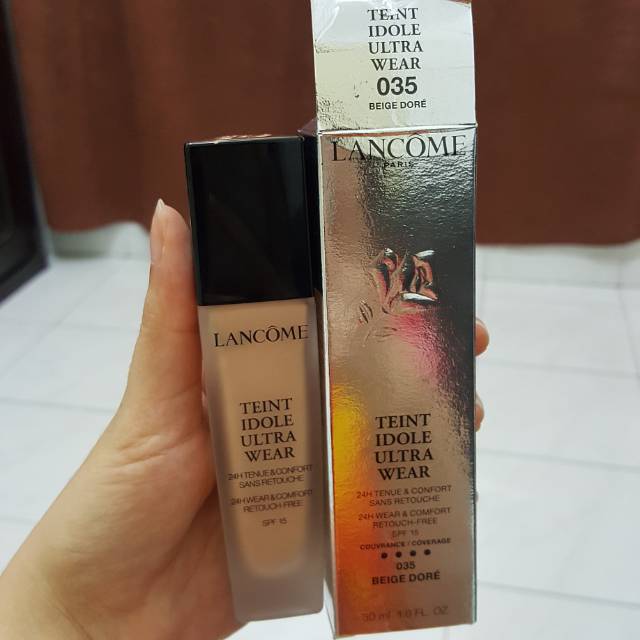 TEINT
IDOLE
ULTRA
WEAR
035
BEIGE DORÉ
LANCÔME
PARIS
TEINT
IDOLE
ULTRA
WEAR
24H TENUE & CONFORT
SANS RETOUCHE
24H WEAR & COMFORT
RETOUCH-FREE
SPF 15
COUVRANCE / COVERAGE
035
BEIGE DORÉ
30 ml 1.0 FL. OZ
LANCÔME
TEINT
IDOLE
ULTRA
WEAR
24H TENUE & CONFORT
SANS RETOUCHE
24H WEAR & COMFORT
RETOUCH-FREE
SPF 15